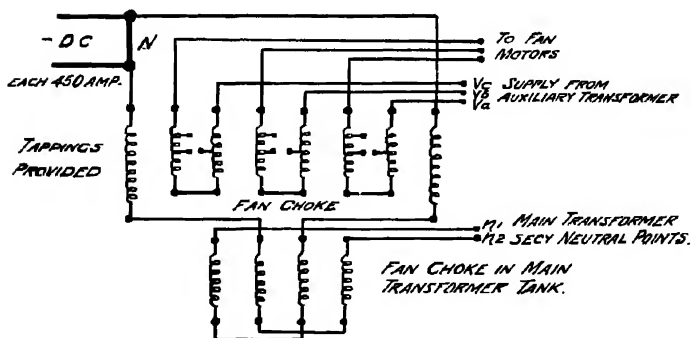 - DC N
EACH 450 AMP.
TAPPINGS
PROVIDED
TO FAN
MOTORS
Vc SUPPLY FROM
Vb AUXILIARY TRANSFORMER
Va
FAN CHOKE
n1 MAIN TRANSFORMER
n2 SECY NEUTRAL POINTS.
FAN CHOKE IN MAIN
TRANSFORMER TANK.